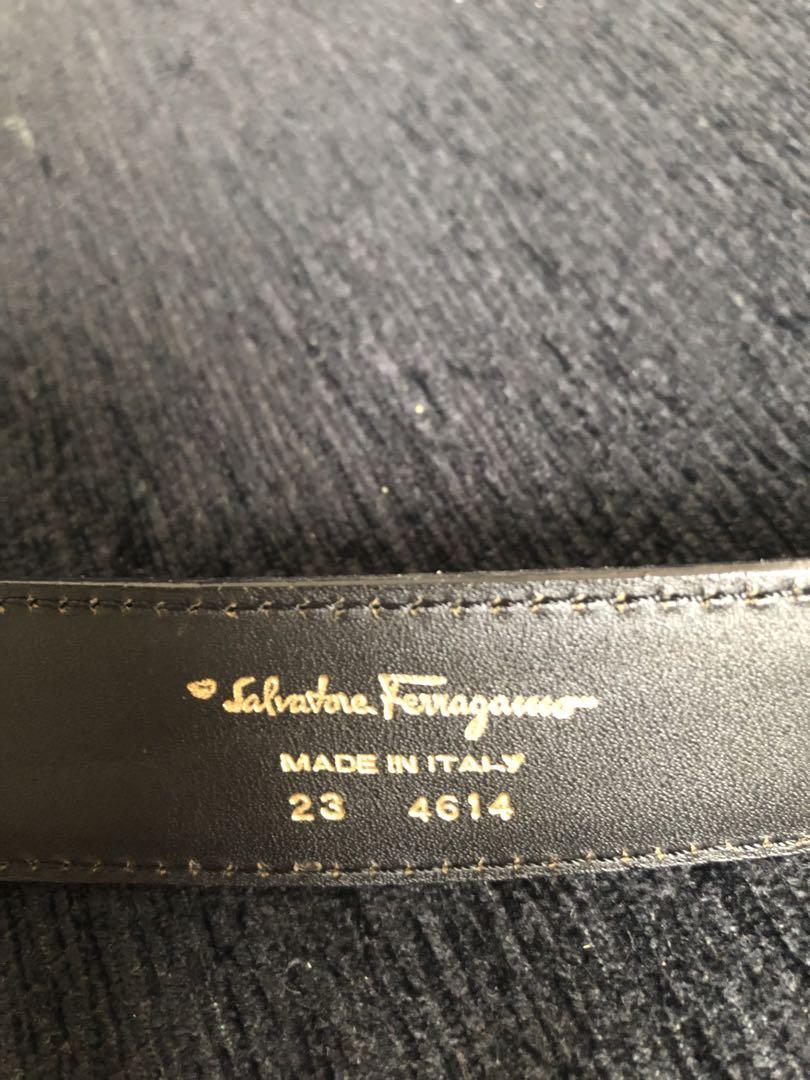 Salvatore Ferragamo
MADE IN ITALY
23 4614